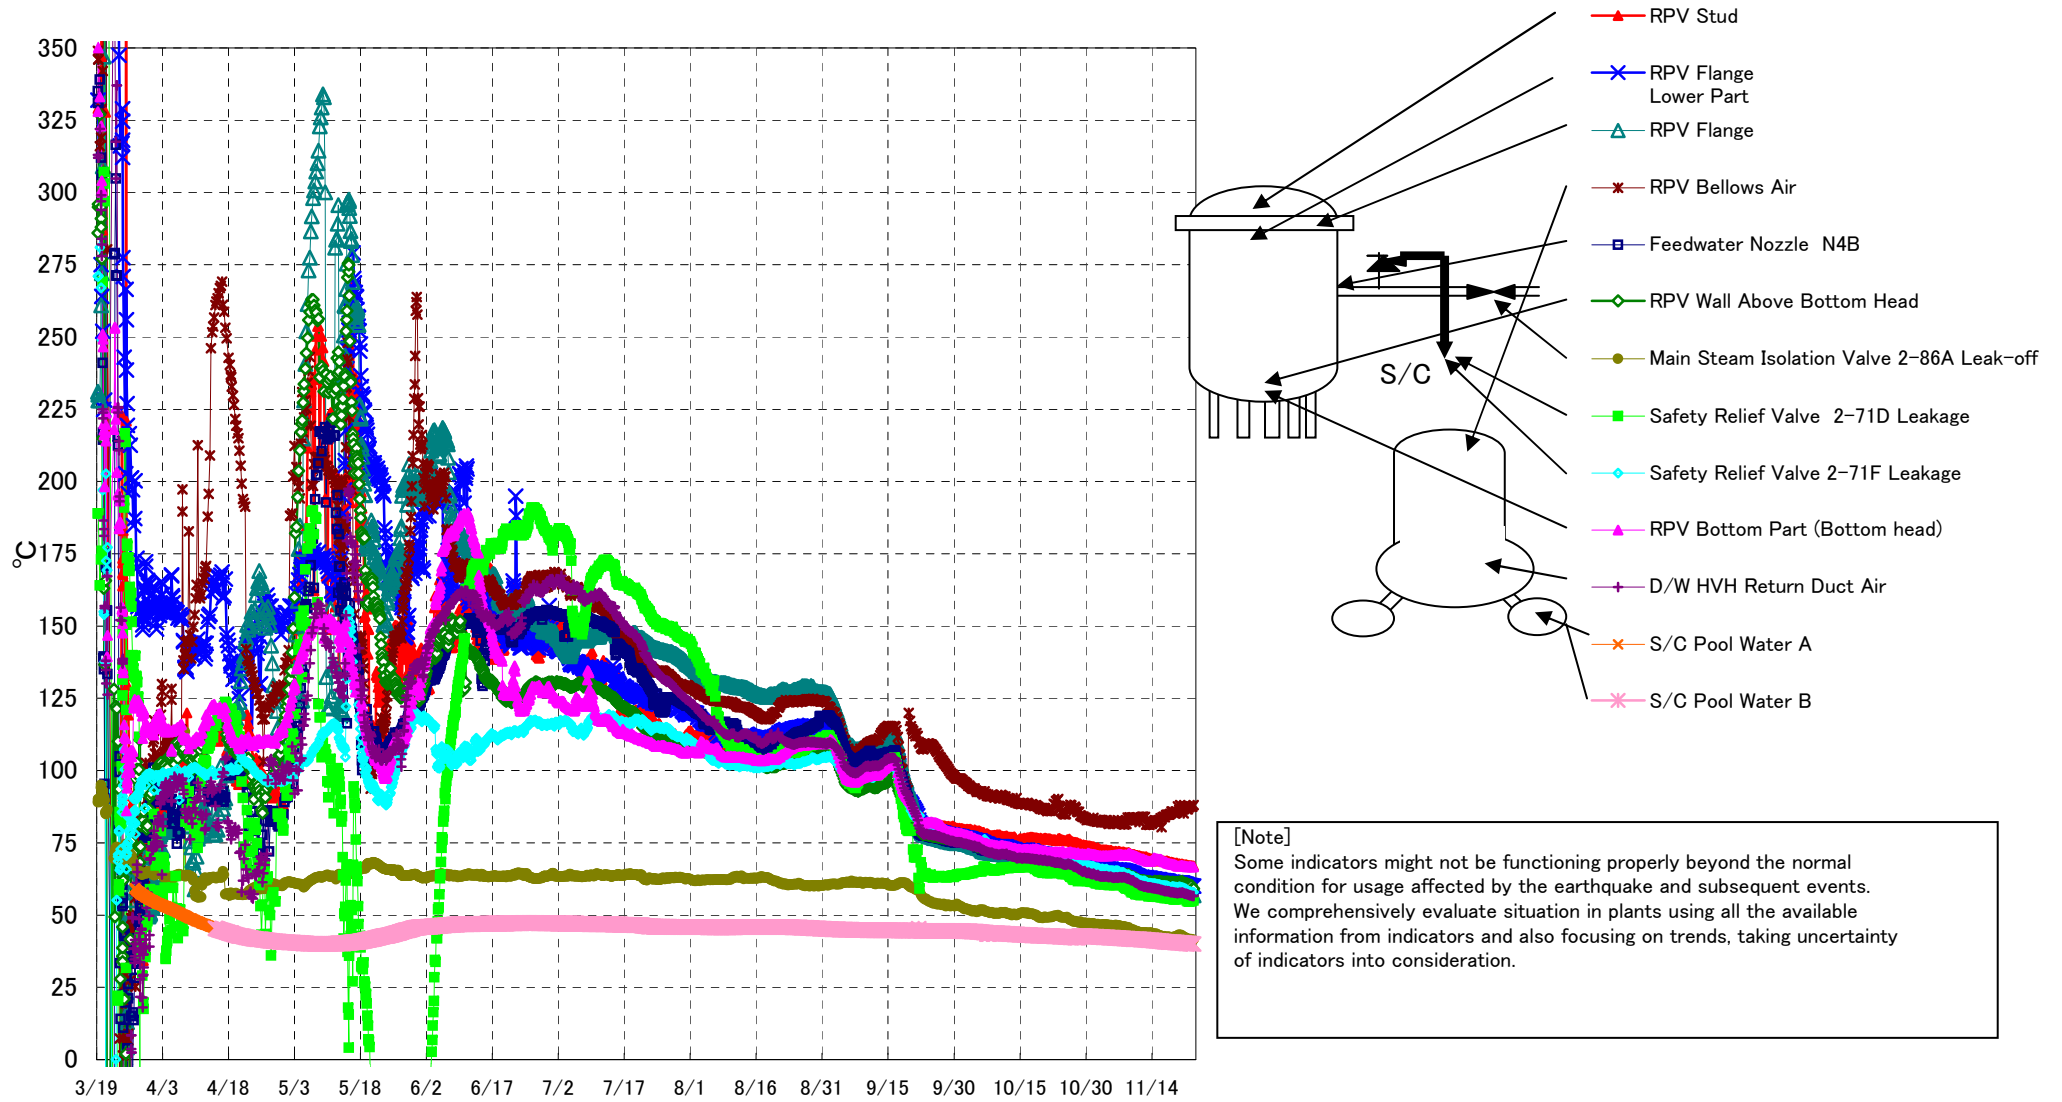 350
325
300
275
250
225
200
175
150
125
100
75
50
25
0
°C
3/19
4/3
4/18
5/3
5/18
6/2
6/17
7/2
7/17
8/1
8/16
8/31
9/15
9/30
10/15
10/30
11/14
S/C
RPV Stud
RPV Flange
Lower Part
RPV Flange
RPV Bellows Air
Feedwater Nozzle N4B
RPV Wall Above Bottom Head
Main Steam Isolation Valve 2-86A Leak-off
Safety Relief Valve 2-71D Leakage
Safety Relief Valve 2-71F Leakage
RPV Bottom Part (Bottom head)
D/W HVH Return Duct Air
S/C Pool Water A
S/C Pool Water B
[Note]
Some indicators might not be functioning properly beyond the normal
condition for usage affected by the earthquake and subsequent events.
We comprehensively evaluate situation in plants using all the available
information from indicators and also focusing on trends, taking uncertainty
of indicators into consideration.